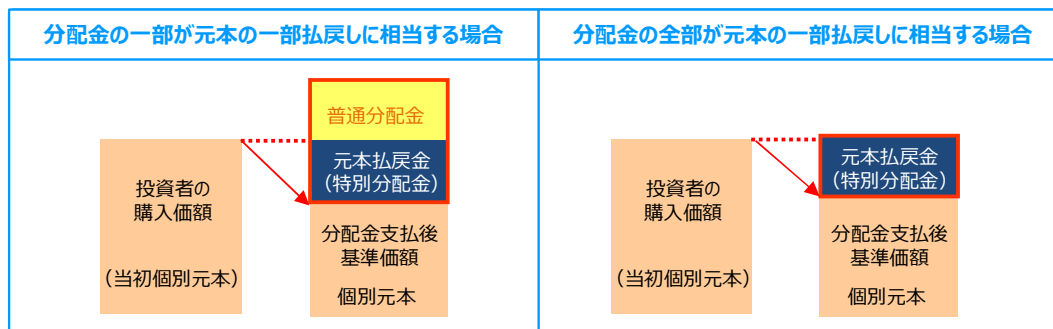 分配金の一部が元本の一部払戻しに相当する場合
普通分配金
元本払戻金
（特別分配金）
投資者の
購入価額
（当初個別元本）
分配金支払後
基準価額
個別元本
分配金の全部が元本の一部払戻しに相当する場合
元本払戻金
（特別分配金）
投資者の
購入価額
（当初個別元本）
分配金支払後
基準価額
個別元本